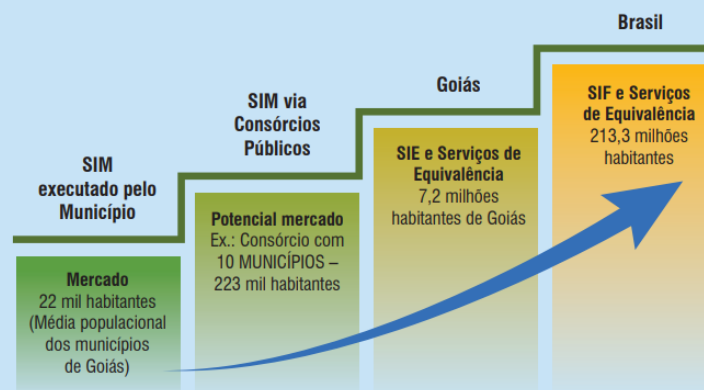 SIM
executado pelo
Município
Mercado
22 mil habitantes
(Média populacional
dos municípios
de Goiás)
SIM via
Consórcios
Públicos
Potencial mercado
Ex.: Consórcio com
10 MUNICÍPIOS –
223 mil habitantes
Goiás
SIE e Serviços de
Equivalência
7,2 milhões
habitantes de Goiás
Brasil
SIF e Serviços
de Equivalência
213,3 milhões
habitantes